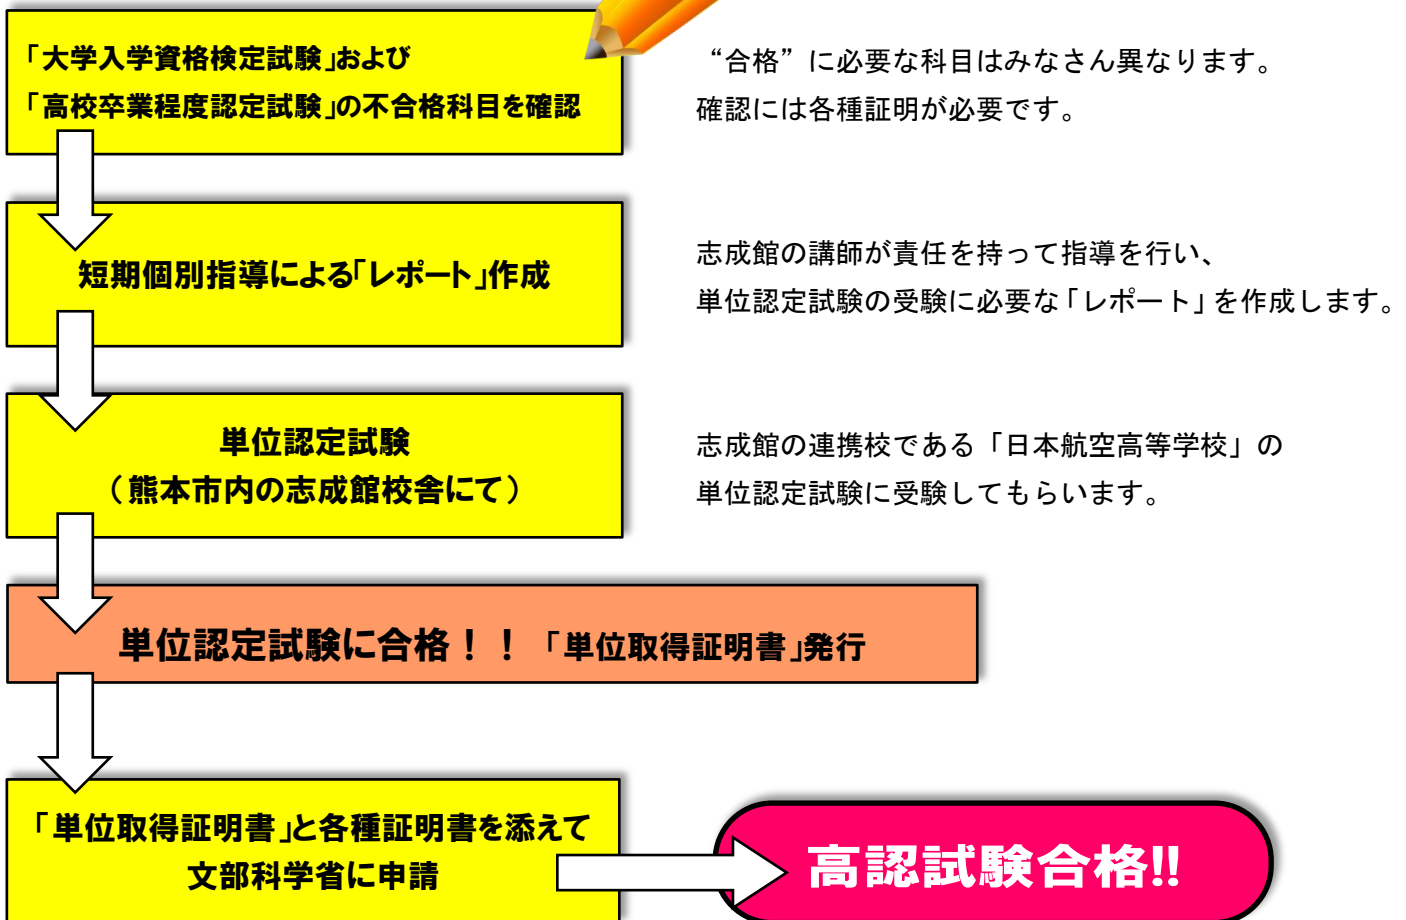 「大学入学資格検定試験」および
「高校卒業程度認定試験」の不合格科目を確認
“合格”に必要な科目はみなさん異なります。
確認には各種証明が必要です。
短期個別指導による「レポート」作成
志成館の講師が責任を持って指導を行い、
単位認定試験の受験に必要な「レポート」を作成します。
単位認定試験
（熊本市内の志成館校舎にて）
志成館の連携校である「日本航空高等学校」の
単位認定試験に受験してもらいます。
単位認定試験に合格！！「単位取得証明書」発行
「単位取得証明書」と各種証明書を添えて
文部科学省に申請
高認試験合格!!